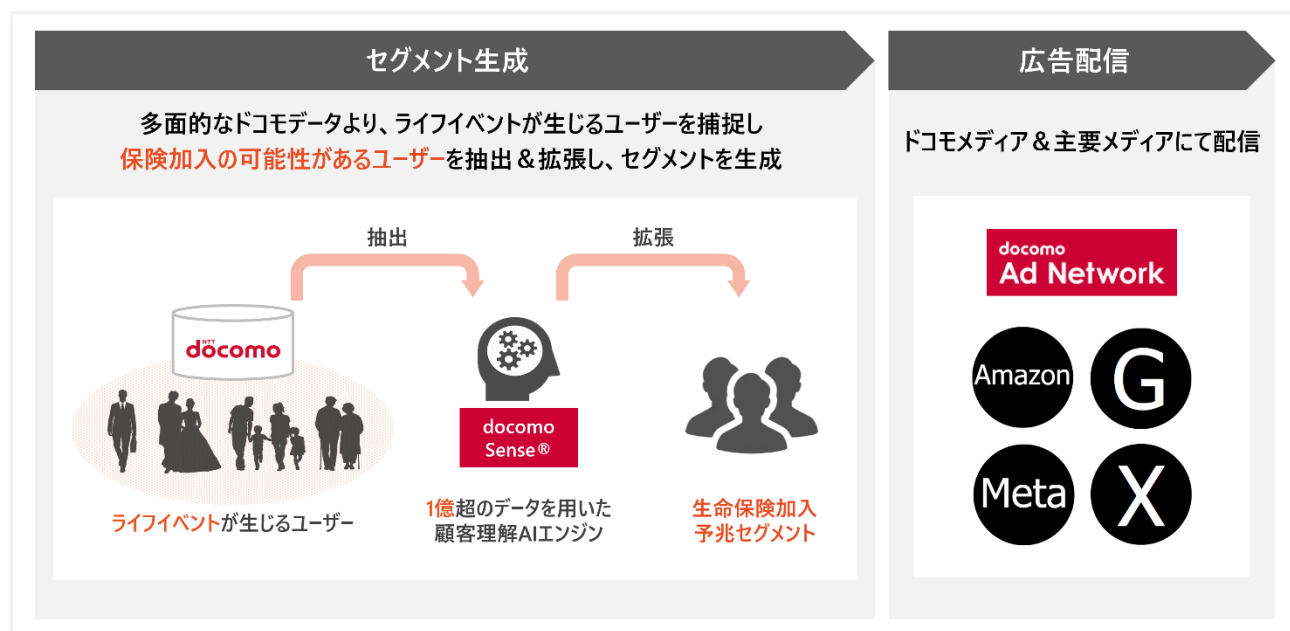 セグメント生成
多面的なドコモデータより、ライフイベントが生じるユーザーを捕捉し
保険加入の可能性があるユーザーを抽出＆拡張し、セグメントを生成
抽出
拡張
NTT
docomo
docomo
Sense®
ライフイベントが生じるユーザー
1億超のデータを用いた
顧客理解AIエンジン
生命保険加入
予兆セグメント
広告配信
ドコモメディア＆主要メディアにて配信
docomo
Ad Network
Amazon
G
Meta
X